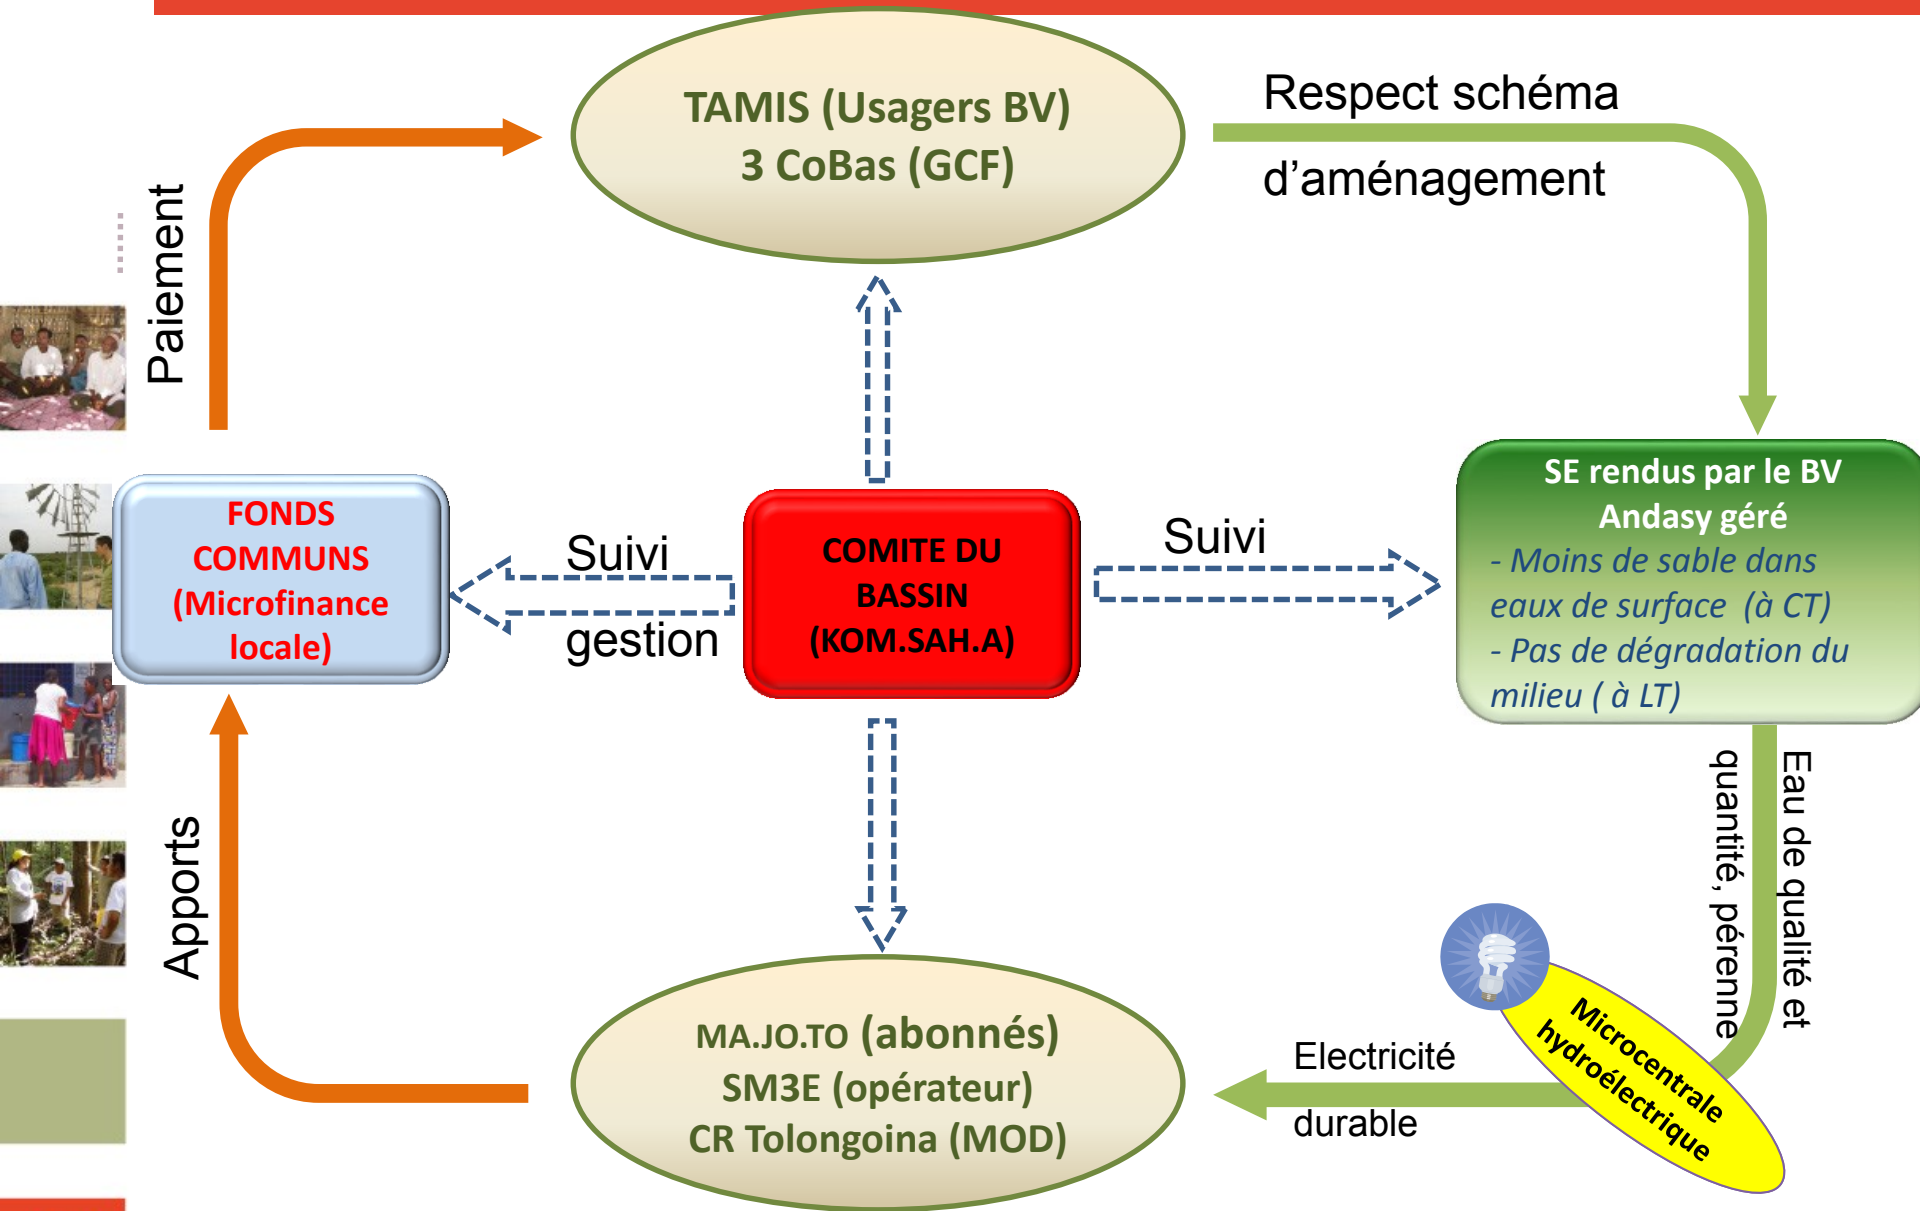 TAMIS (Usagers BV)
3 CoBas (GCF)
Respect schéma
d’aménagement
Paiement
FONDS
COMMUNS
(Microfinance
locale)
Suivi
gestion
COMITE DU
BASSIN
(KOM.SAH.A)
Suivi
SE rendus par le BV
Andasy géré
- Moins de sable dans
eaux de surface (à CT)
- Pas de dégradation du
milieu ( à LT)
Eau de qualité et
quantité, pérenne
Apports
MA.JO.TO (abonnés)
SM3E (opérateur)
CR Tolongoina (MOD)
Electricité
durable
Microcentrale
hydroélectrique